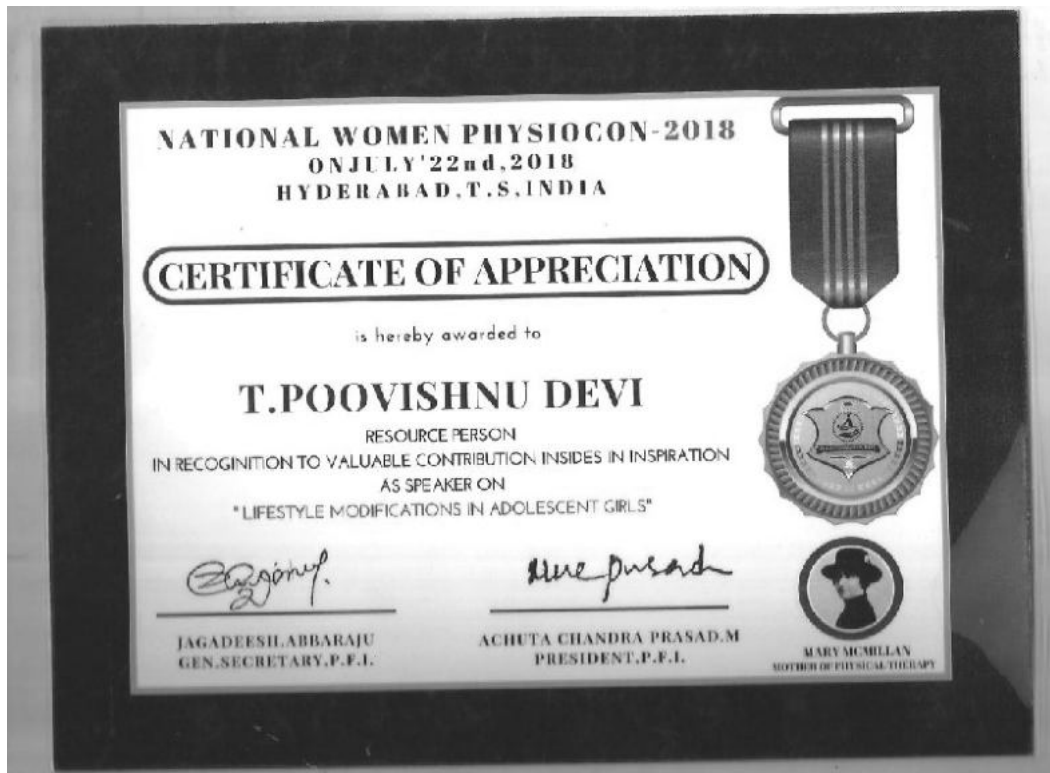 NATIONAL WOMEN PHYSIOCON-2018
ONJULY'22nd,2018
HYDERABAD,T.S,INDIA
CERTIFICATE OF APPRECIATION
is hereby awarded to
T.POOVISHNU DEVI
RESOURCE PERSON
IN RECOGINITION TO VALUABLE CONTRIBUTION INSIDES IN INSPIRATION
AS SPEAKER ON
"LIFESTYLE MODIFICATIONS IN ADOLESCENT GIRLS"
JAGADEESH.ABBARAJU
GEN.SECRETARY,P.F.I.
ACHUTA CHANDRA PRASAD.M
PRESIDENT,P.F.I.
MARY MCMILLAN
MOTHER OF PHYSICAL THERAPY